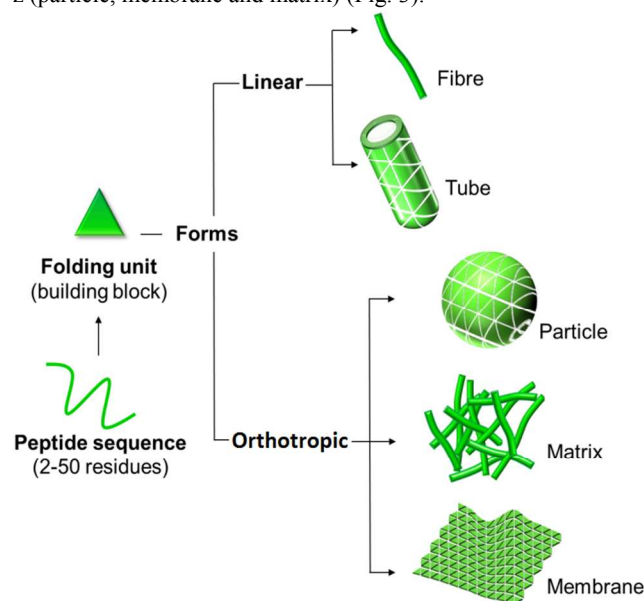 z (particle, membrane and matrix) (Fig. 3).
Linear
Fibre
Tube
Forms
Folding unit
(building block)
Particle
Peptide sequence
(2-50 residues)
Orthotropic
Matrix
Membrane